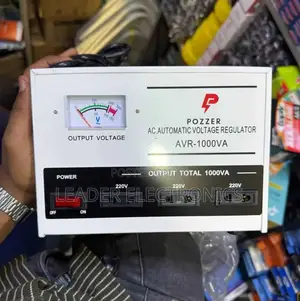 POZZER
AC AUTOMATIC VOLTAGE REGULATOR
AVR-1000VA
V
OUTPUT VOLTAGE
POWER
OUTPUT TOTAL 1000VA
220V 220V 220V
LEADER ELECTRONIC
OFF ON